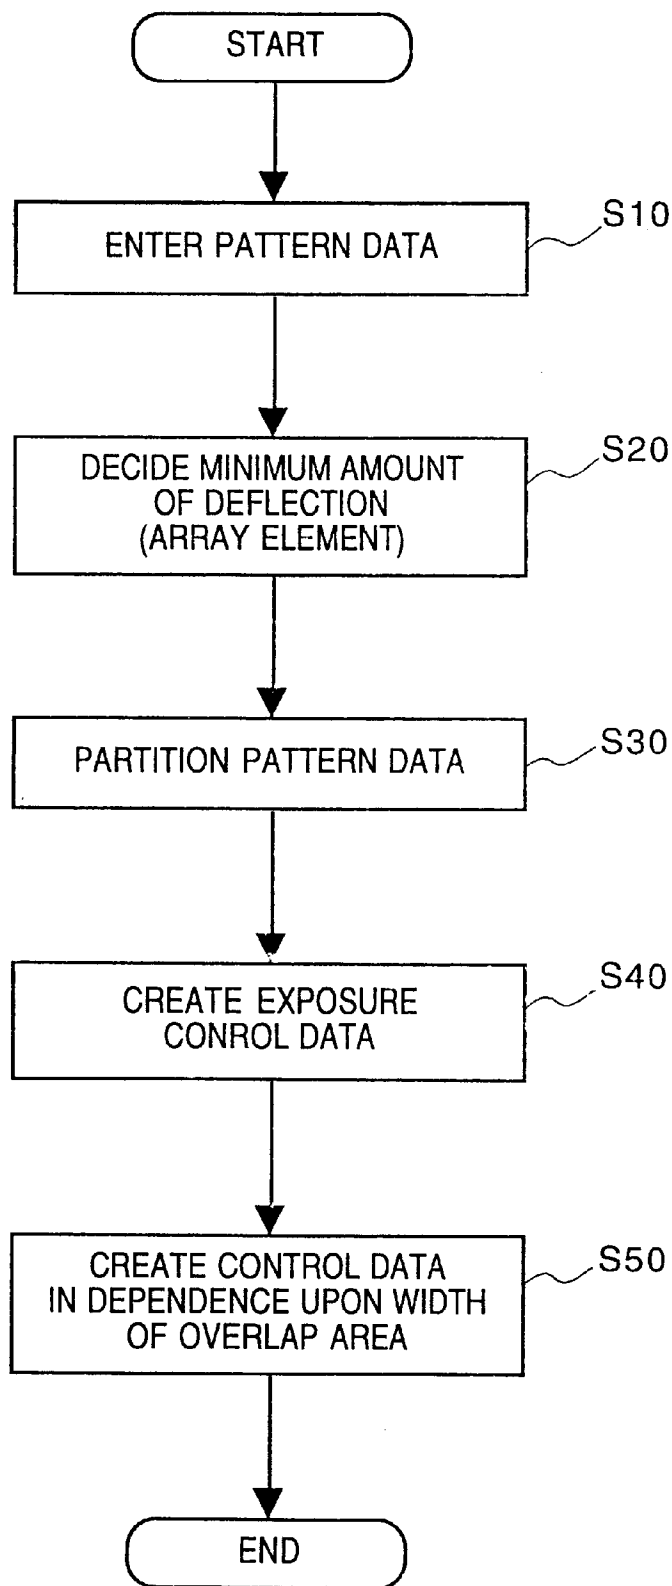 START
ENTER PATTERN DATA
S10
DECIDE MINIMUM AMOUNT
OF DEFLECTION
(ARRAY ELEMENT)
S20
PARTITION PATTERN DATA
S30
CREATE EXPOSURE
CONROL DATA
S40
CREATE CONTROL DATA
IN DEPENDENCE UPON WIDTH
OF OVERLAP AREA
S50
END